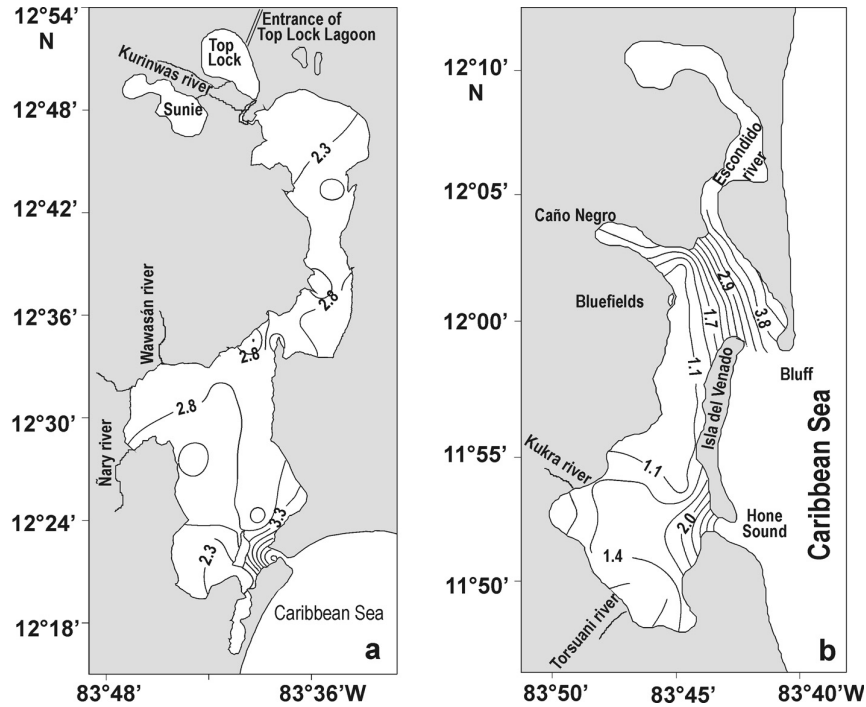 12°54'
N
12°48'
12°42'
12°36'
12°30'
12°24'
12°18'
83°48'
83°36'W
Entrance of
Top Lock Lagoon
Top
Lock
Kurinwas river
Sunie
2.3
2.8
2.8
Wawasán river
2.8
Ñary river
3.3
2.3
Caribbean Sea
a
12°10'
N
12°05'
12°00'
11°55'
11°50'
83°50'
83°45'
83°40'W
Escondido
river
Caño Negro
2.9
Bluefields
1.7
3.8
1.1
Isla del Venado
Bluff
Caribbean Sea
Kukra river
1.1
2.0
Hone
Sound
1.4
Torsuani river
b